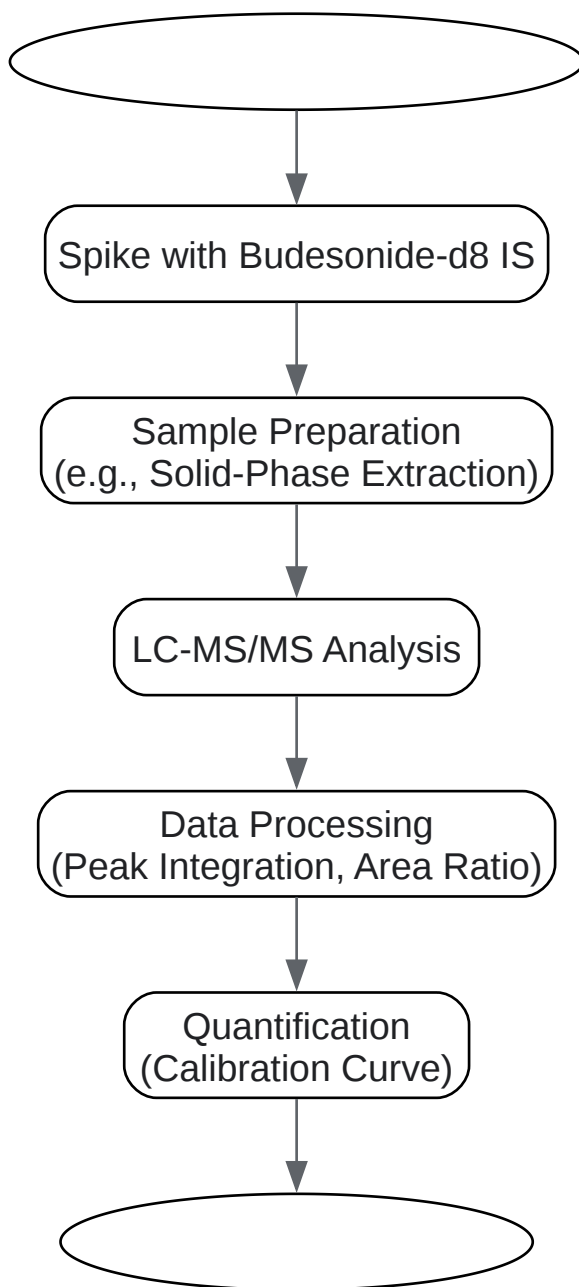 Spike with Budesonide-d8 IS
Sample Preparation
(e.g., Solid-Phase Extraction)
LC-MS/MS Analysis
Data Processing
(Peak Integration, Area Ratio)
Quantification
(Calibration Curve)